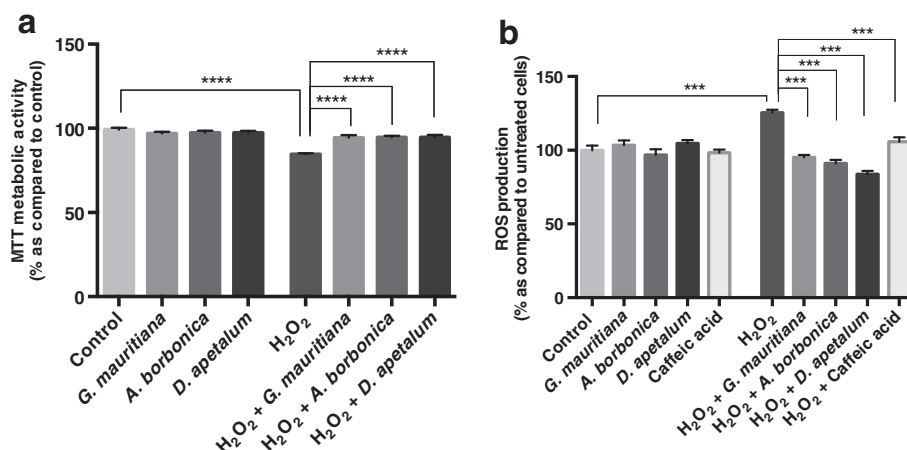 a
MTT metabolic activity
(% as compared to control)
150
100
50
0
****
****
****
****
Control
G. mauritiana
A. borbonica
D. apetalum
H₂O₂
H₂O₂ + G. mauritiana
H₂O₂ + A. borbonica
H₂O₂ + D. apetalum
b
ROS production
(% as compared to untreated cells)
150
100
50
0
***
***
***
***
***
Control
G. mauritiana
A. borbonica
D. apetalum
Caffeic acid
H₂O₂
H₂O₂ + G. mauritiana
H₂O₂ + A. borbonica
H₂O₂ + D. apetalum
H₂O₂ + Caffeic acid